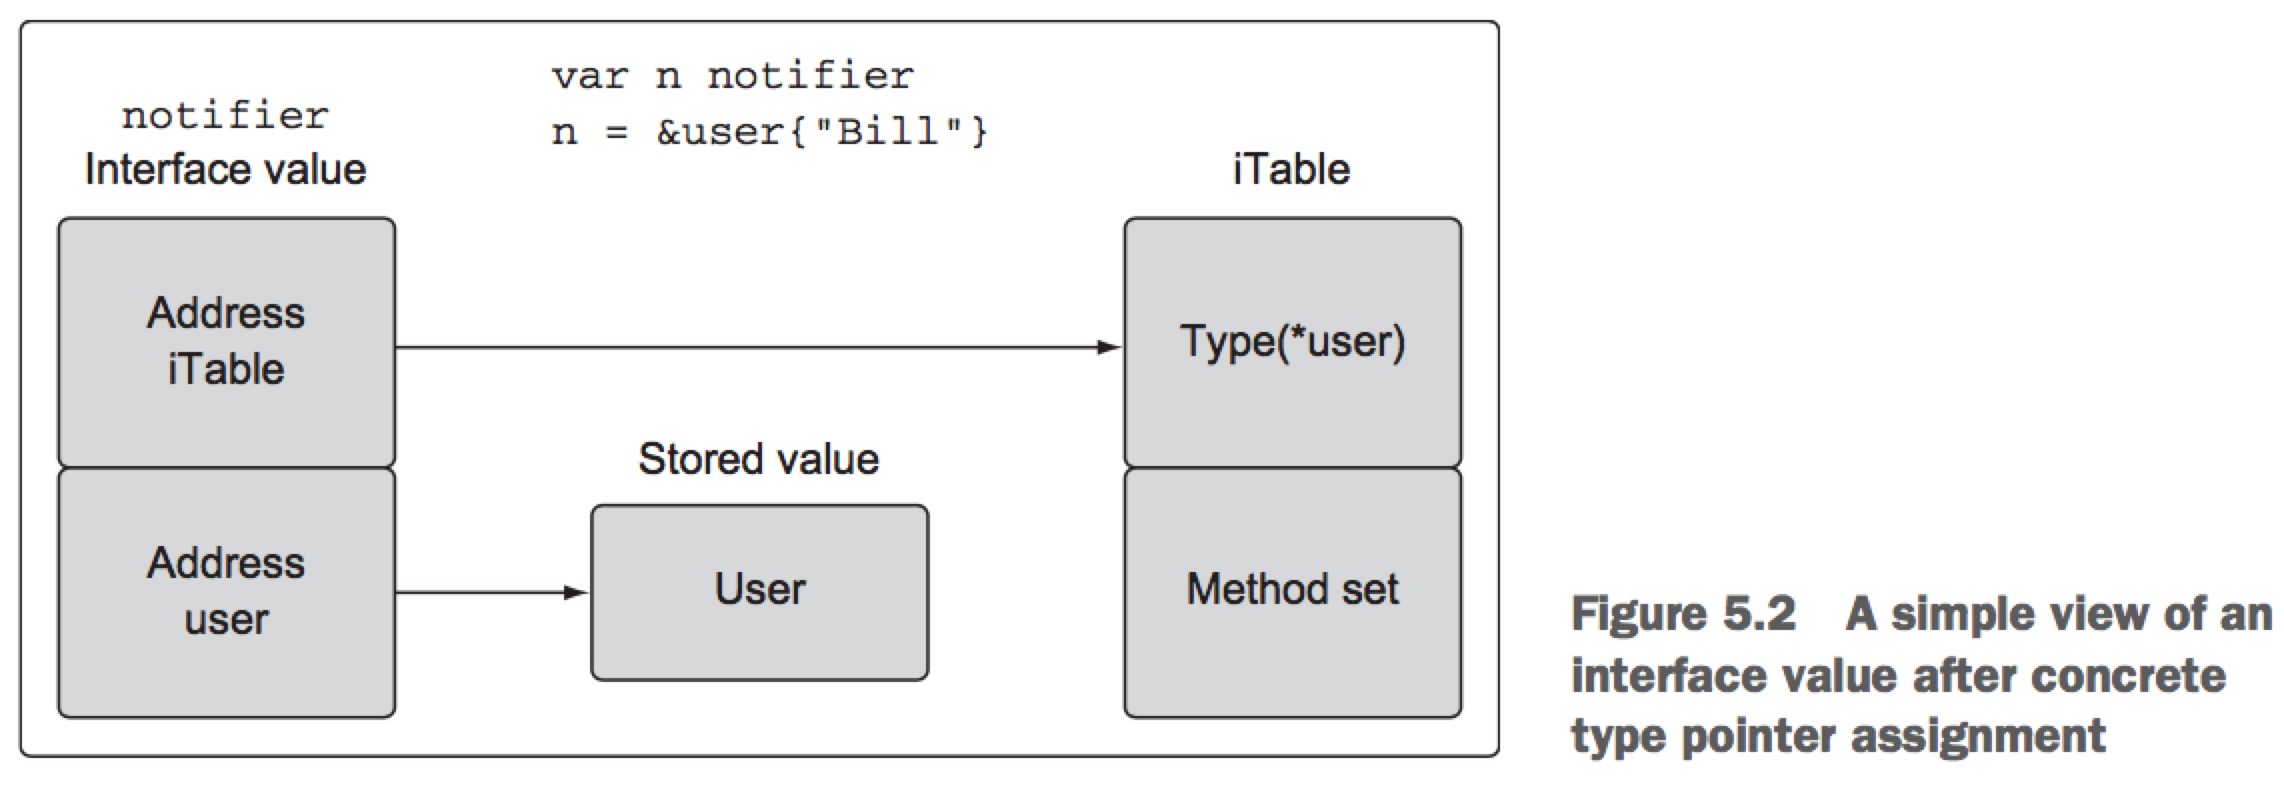 var n notifier
n = &user{"Bill"}
notifier
Interface value
iTable
Address
iTable
Type(*user)
Stored value
Address
user
User
Method set
Figure 5.2 A simple view of an
interface value after concrete
type pointer assignment